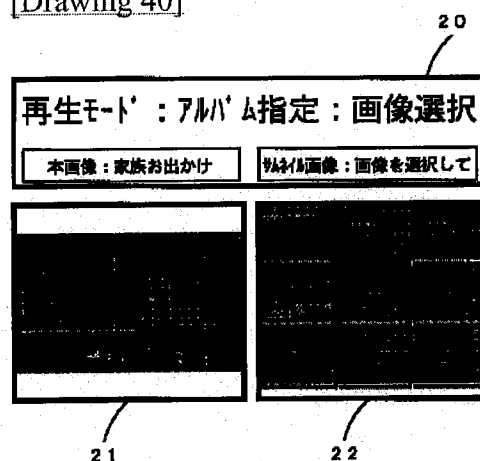 [Drawing 40]
20
再生ﾓｰﾄﾞ：ｱﾙﾊﾞﾑ指定：画像選択
本画像：家族お出かけ
ｻﾑﾈｲﾙ画像：画像を選択して
21
22